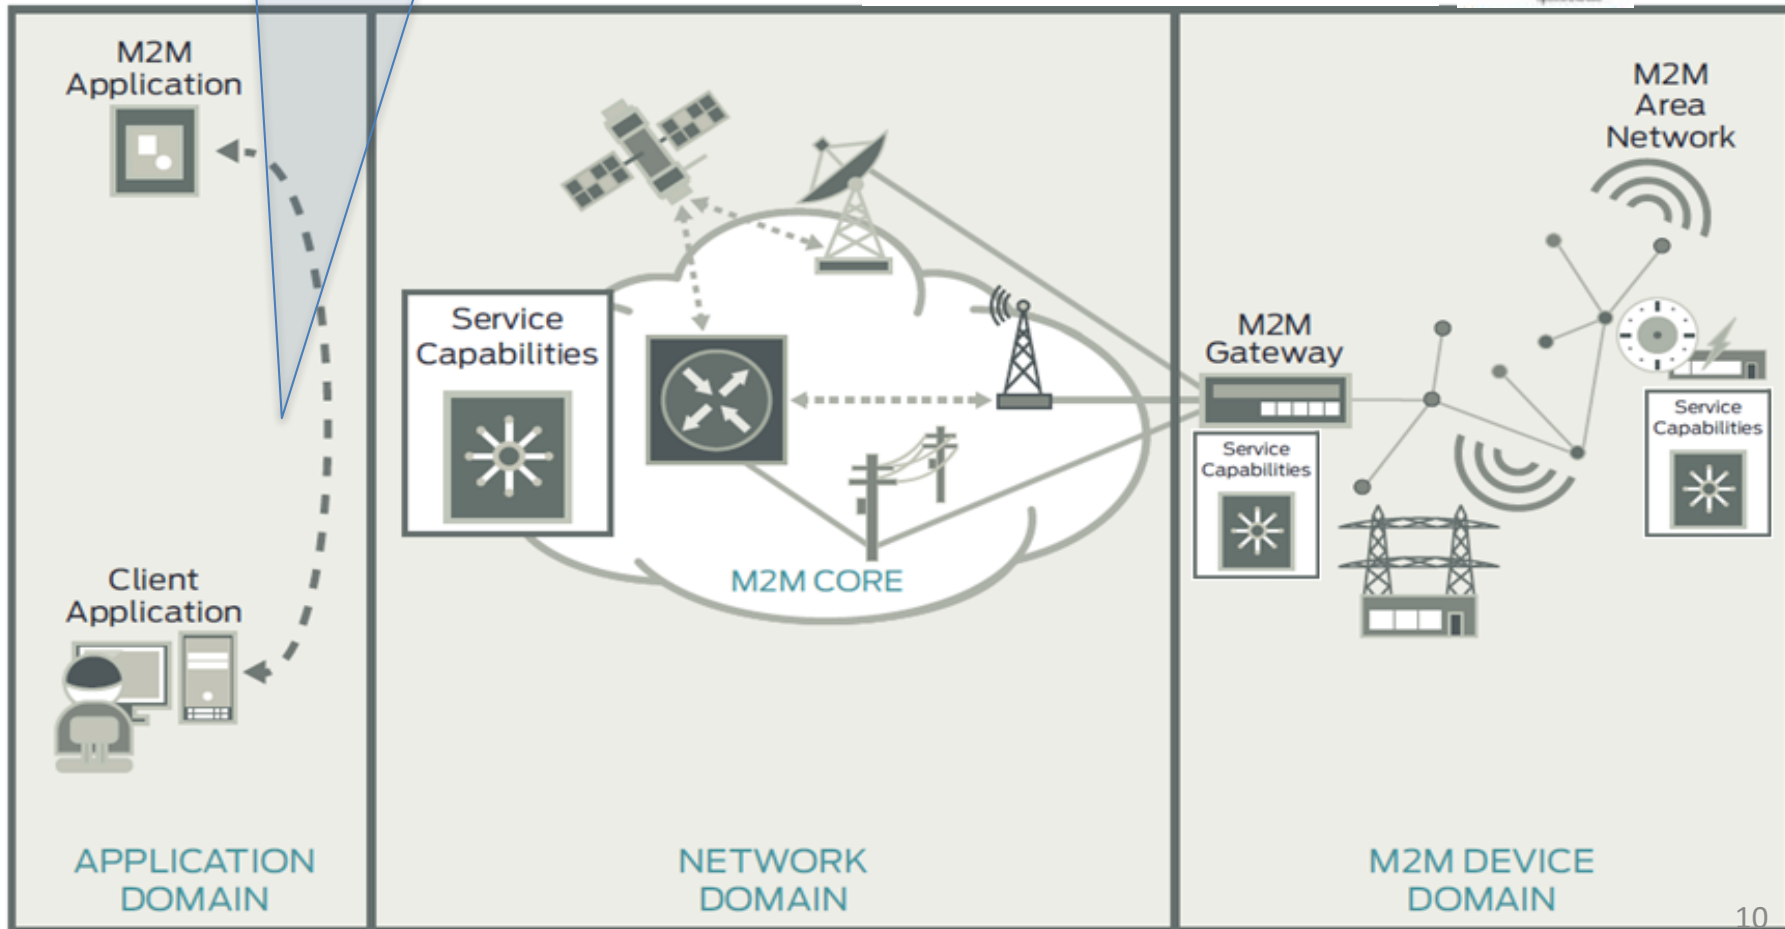 M2M
Application
Client
Application
APPLICATION
DOMAIN
Service
Capabilities
M2M CORE
NETWORK
DOMAIN
M2M
Area
Network
M2M
Gateway
Service
Capabilities
Service
Capabilities
M2M DEVICE
DOMAIN
10